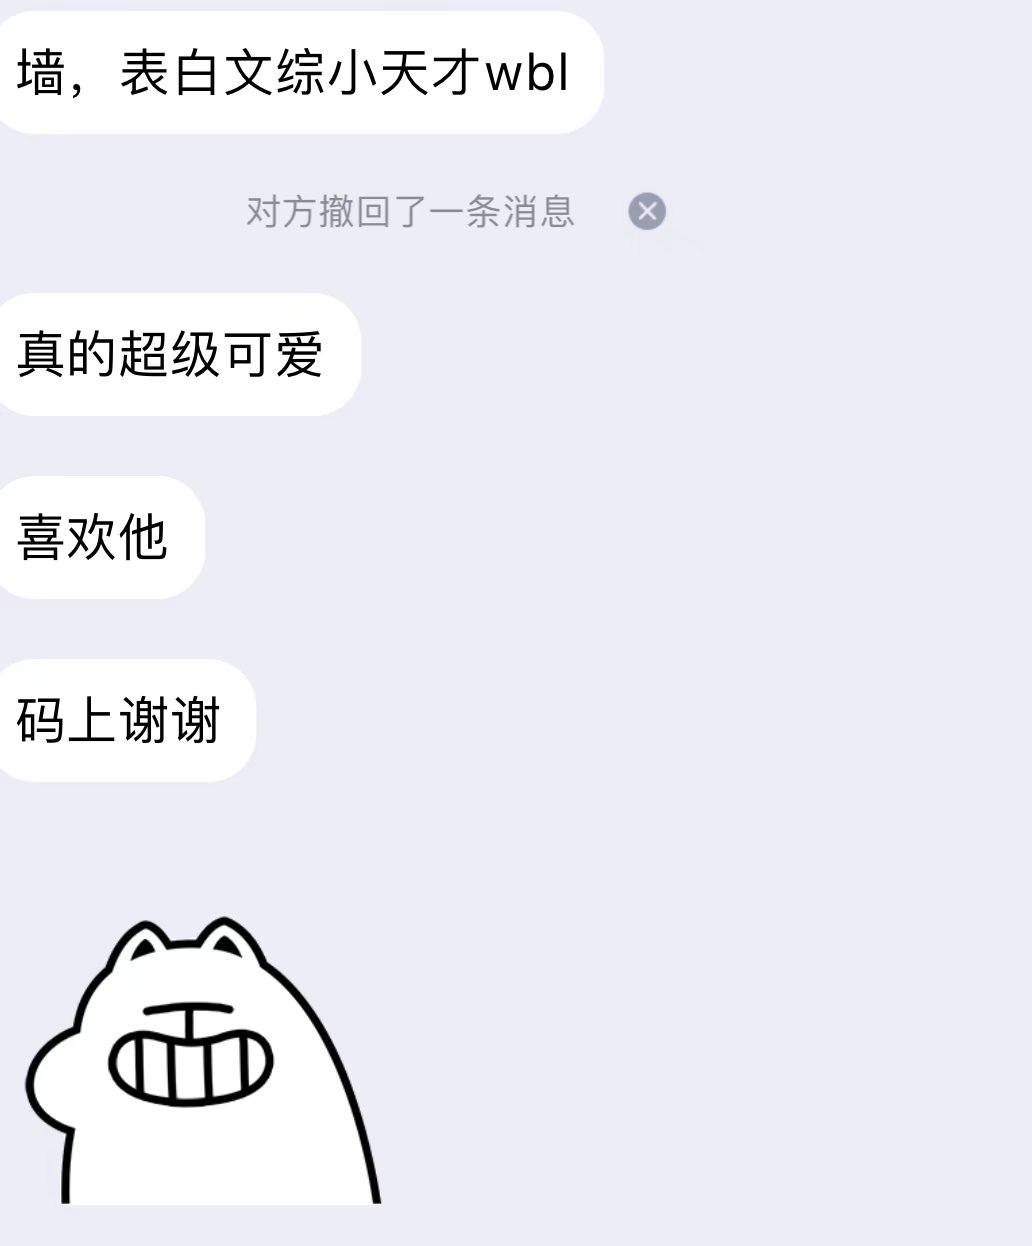 墙，表白文综小天才wbl
对方撤回了一条消息
真的超级可爱
喜欢他
码上谢谢